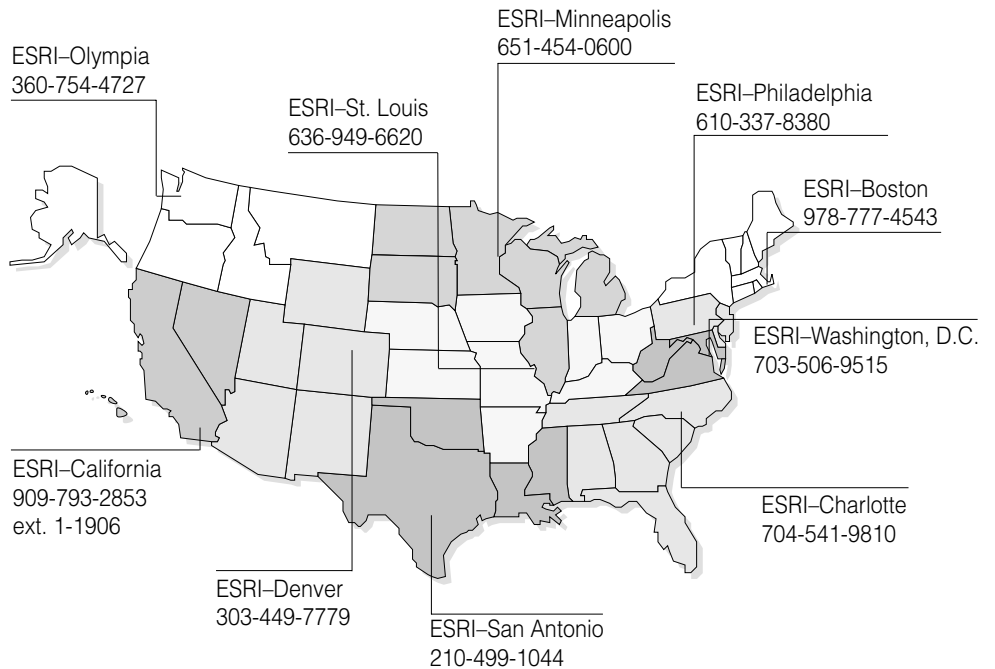 ESRI–Minneapolis
651-454-0600
ESRI–Olympia
360-754-4727
ESRI–Philadelphia
610-337-8380
ESRI–St. Louis
636-949-6620
ESRI–Boston
978-777-4543
ESRI–Washington, D.C.
703-506-9515
ESRI–California
909-793-2853
ext. 1-1906
ESRI–Charlotte
704-541-9810
ESRI–Denver
303-449-7779
ESRI–San Antonio
210-499-1044